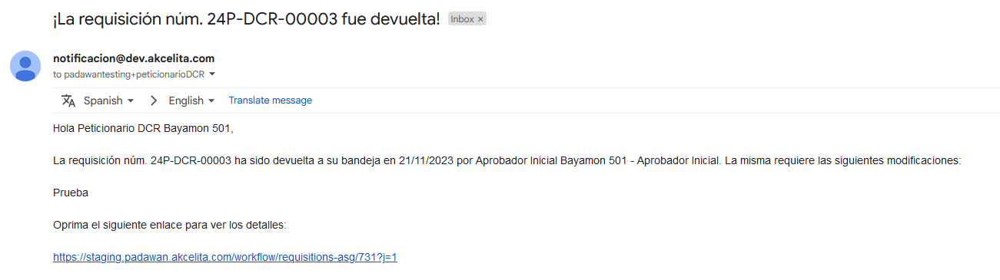 ¡La requisición núm. 24P-DCR-00003 fue devuelta! Inbox ×
notificacion@dev.akcelita.com
to padawantesting+peticionarioDCR
Spanish > English Translate message
Hola Peticionario DCR Bayamon 501,
La requisición núm. 24P-DCR-00003 ha sido devuelta a su bandeja en 21/11/2023 por Aprobador Inicial Bayamon 501 - Aprobador Inicial. La misma requiere las siguientes modificaciones:
Prueba
Oprima el siguiente enlace para ver los detalles:
https://staging.padawan.akcelita.com/workflow/requisitions-asg/731?j=1